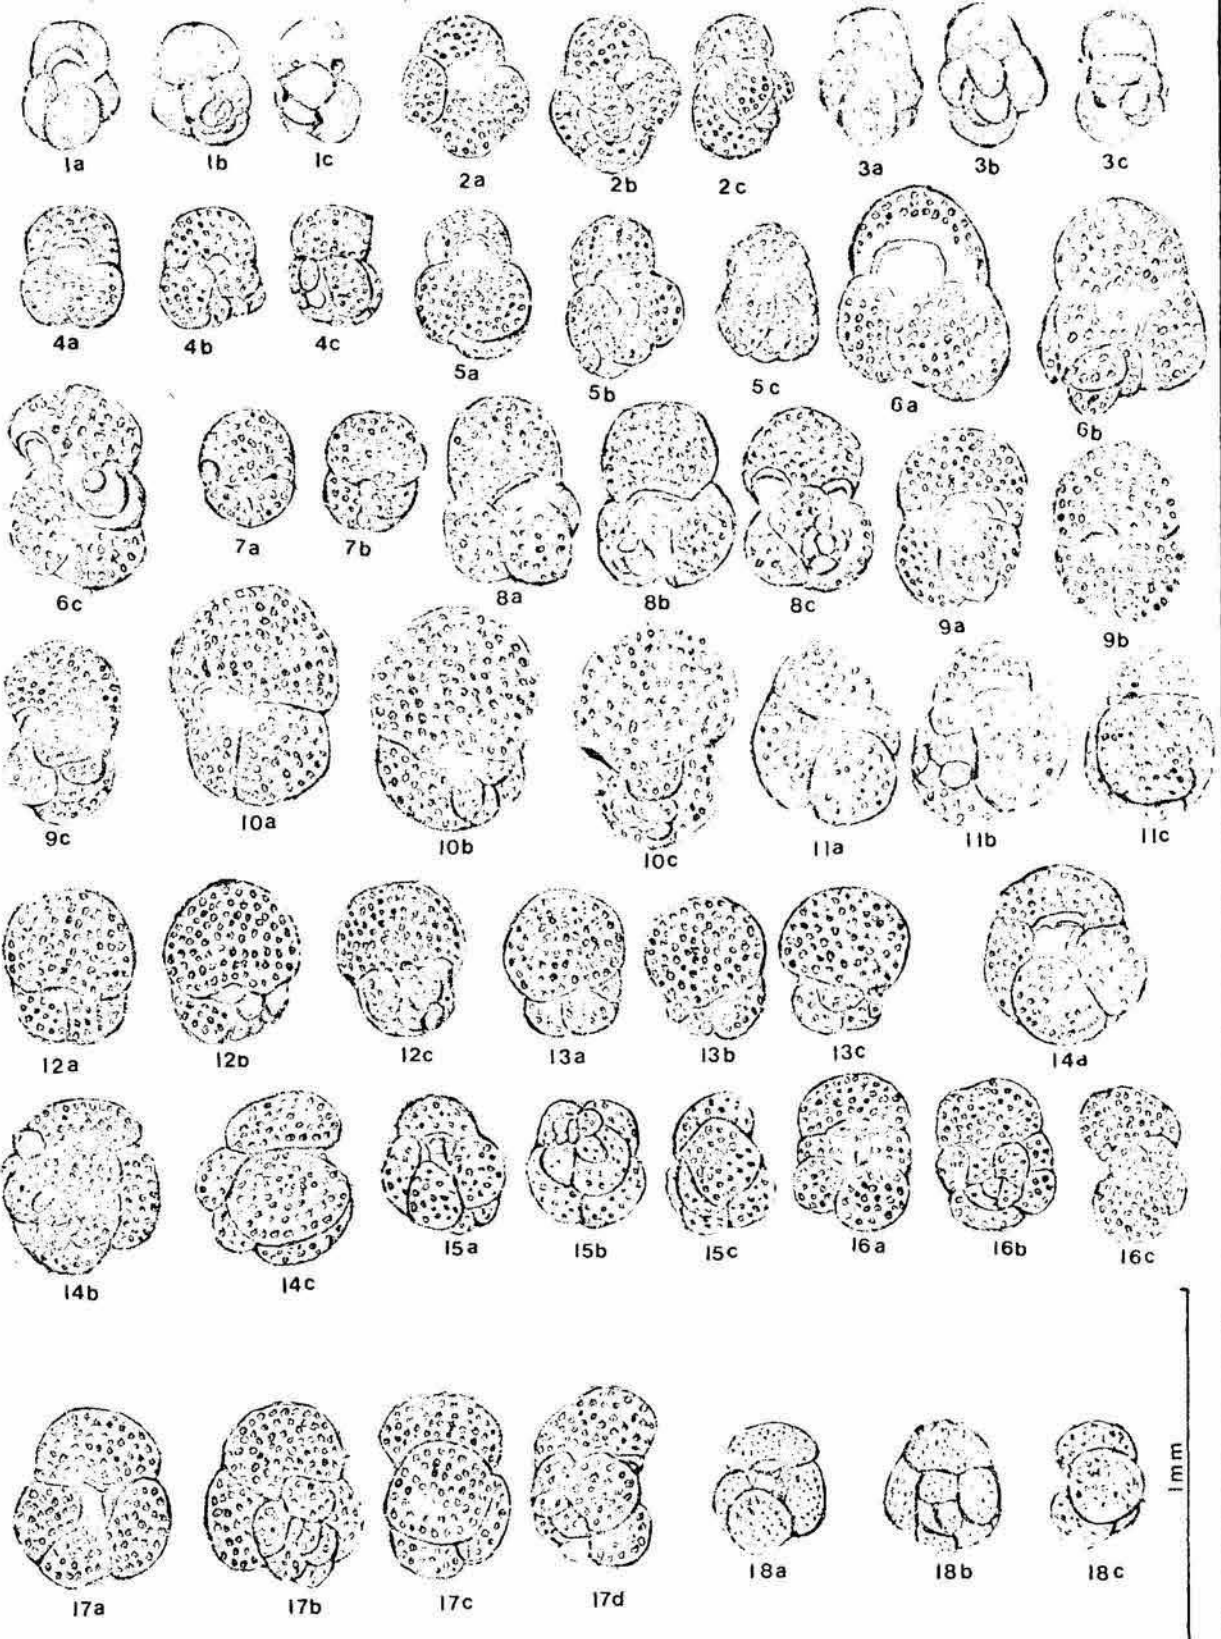 1a 1b 1c 2a 2b 2c 3a 3b 3c
4a 4b 4c 5a 5b 5c 6a 6b
6c 7a 7b 8a 8b 8c 9a 9b
9c 10a 10b 10c 11a 11b 11c
12a 12b 12c 13a 13b 13c 14a
14b 14c 15a 15b 15c 16a 16b 16c
17a 17b 17c 17d 18a 18b 18c
1mm